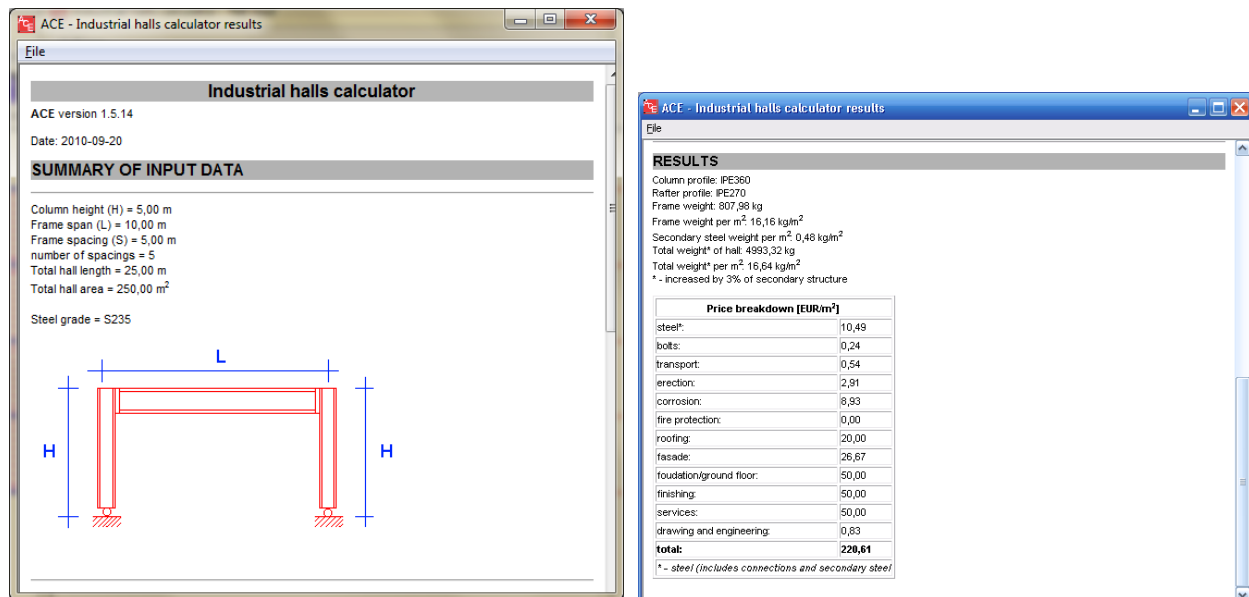 ACE - Industrial halls calculator results
File
Industrial halls calculator
ACE version 1.5.14
Date: 2010-09-20
SUMMARY OF INPUT DATA
Column height (H) = 5,00 m
Frame span (L) = 10,00 m
Frame spacing (S) = 5,00 m
number of spacings = 5
Total hall length = 25,00 m
Total hall area = 250,00 m²
Steel grade = S235
L
H
H
ACE - Industrial halls calculator results
File
RESULTS
Column profile: IPE360
Rafter profile: IPE270
Frame weight: 807,98 kg
Frame weight per m²: 16,16 kg/m²
Secondary steel weight per m²: 0,48 kg/m²
Total weight* of hall: 4993,32 kg
Total weight* per m²: 16,64 kg/m²
* - increased by 3% of secondary structure
Price breakdown [EUR/m²]
steel*: 10,49
bolts: 0,24
transport: 0,54
erection: 2,91
corrosion: 8,93
fire protection: 0,00
roofing: 20,00
fasade: 26,67
foudation/ground floor: 50,00
finishing: 50,00
services: 50,00
drawing and engineering: 0,83
total: 220,61
* - steel (includes connections and secondary steel